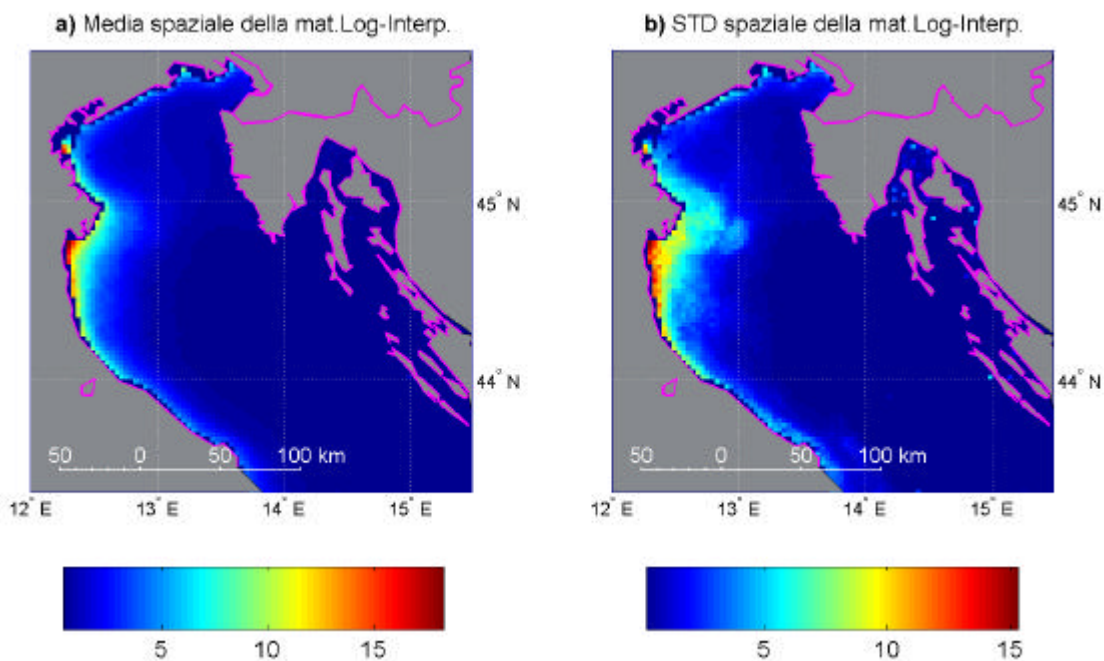 a) Media spaziale della mat.Log-Interp.
45° N
44° N
50 0 50 100 km
12° E 13° E 14° E 15° E
5 10 15
b) STD spaziale della mat.Log-Interp.
45° N
44° N
50 0 50 100 km
12° E 13° E 14° E 15° E
5 10 15